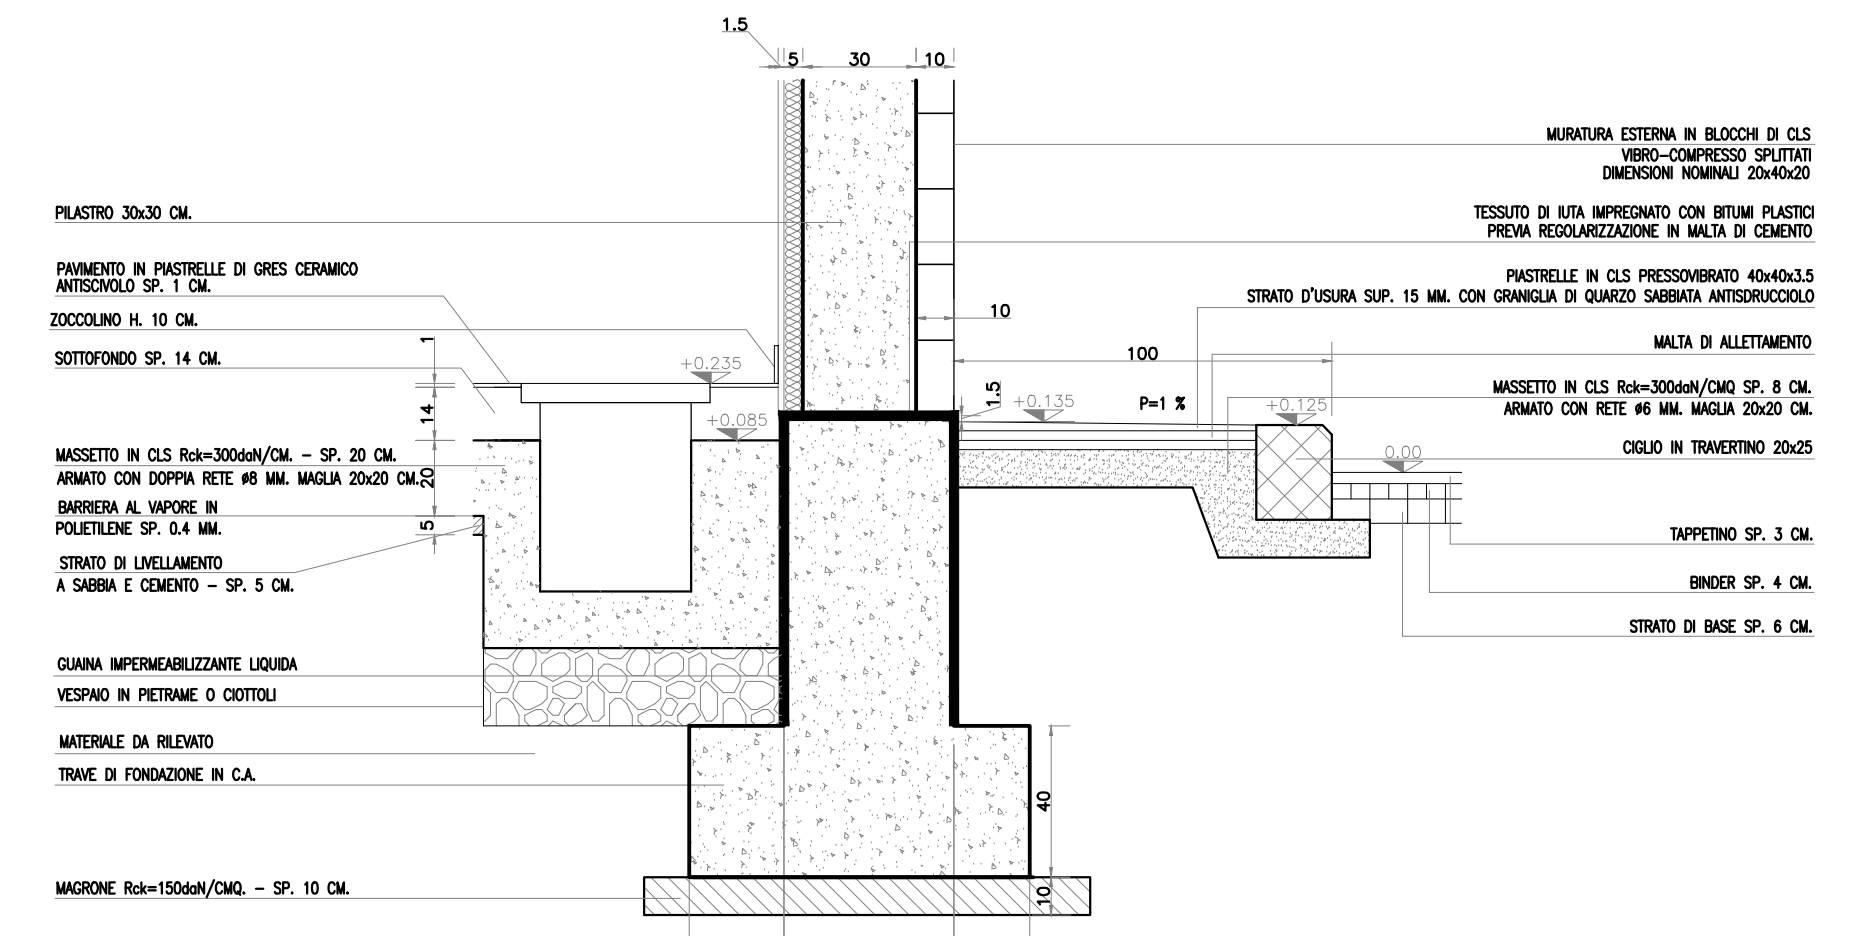 1.5
5
30
10
MURATURA ESTERNA IN BLOCCHI DI CLS
VIBRO-COMPRESSO SPLITTATI
DIMENSIONI NOMINALI 20x40x20
PILASTRO 30x30 CM.
TESSUTO DI IUTA IMPREGNATO CON BITUMI PLASTICI
PREVIA REGOLARIZZAZIONE IN MALTA DI CEMENTO
PAVIMENTO IN PIASTRELLE DI GRES CERAMICO
ANTISCIVOLO SP. 1 CM.
PIASTRELLE IN CLS PRESSOVIBRATO 40x40x3.5
STRATO D'USURA SUP. 15 MM. CON GRANIGLIA DI QUARZO SABBIATA ANTISDRUCCIOLO
ZOCCOLINO H. 10 CM.
10
1
MALTA DI ALLETTAMENTO
SOTTOFONDO SP. 14 CM.
+0.235
100
1.5
MASSETTO IN CLS Rck=300daN/CMQ SP. 8 CM.
ARMATO CON RETE ø6 MM. MAGLIA 20x20 CM.
14
+0.085
+0.135
P=1 %
+0.125
CIGLIO IN TRAVERTINO 20x25
0.00
MASSETTO IN CLS Rck=300daN/CM. - SP. 20 CM.
ARMATO CON DOPPIA RETE ø8 MM. MAGLIA 20x20 CM.
20
BARRIERA AL VAPORE IN
POLIETILENE SP. 0.4 MM.
5
TAPPETINO SP. 3 CM.
STRATO DI LIVELLAMENTO
A SABBIA E CEMENTO - SP. 5 CM.
BINDER SP. 4 CM.
STRATO DI BASE SP. 6 CM.
GUAINA IMPERMEABILIZZANTE LIQUIDA
VESPAIO IN PIETRAME O CIOTTOLI
MATERIALE DA RILEVATO
TRAVE DI FONDAZIONE IN C.A.
40
MAGRONE Rck=150daN/CMQ. - SP. 10 CM.
10